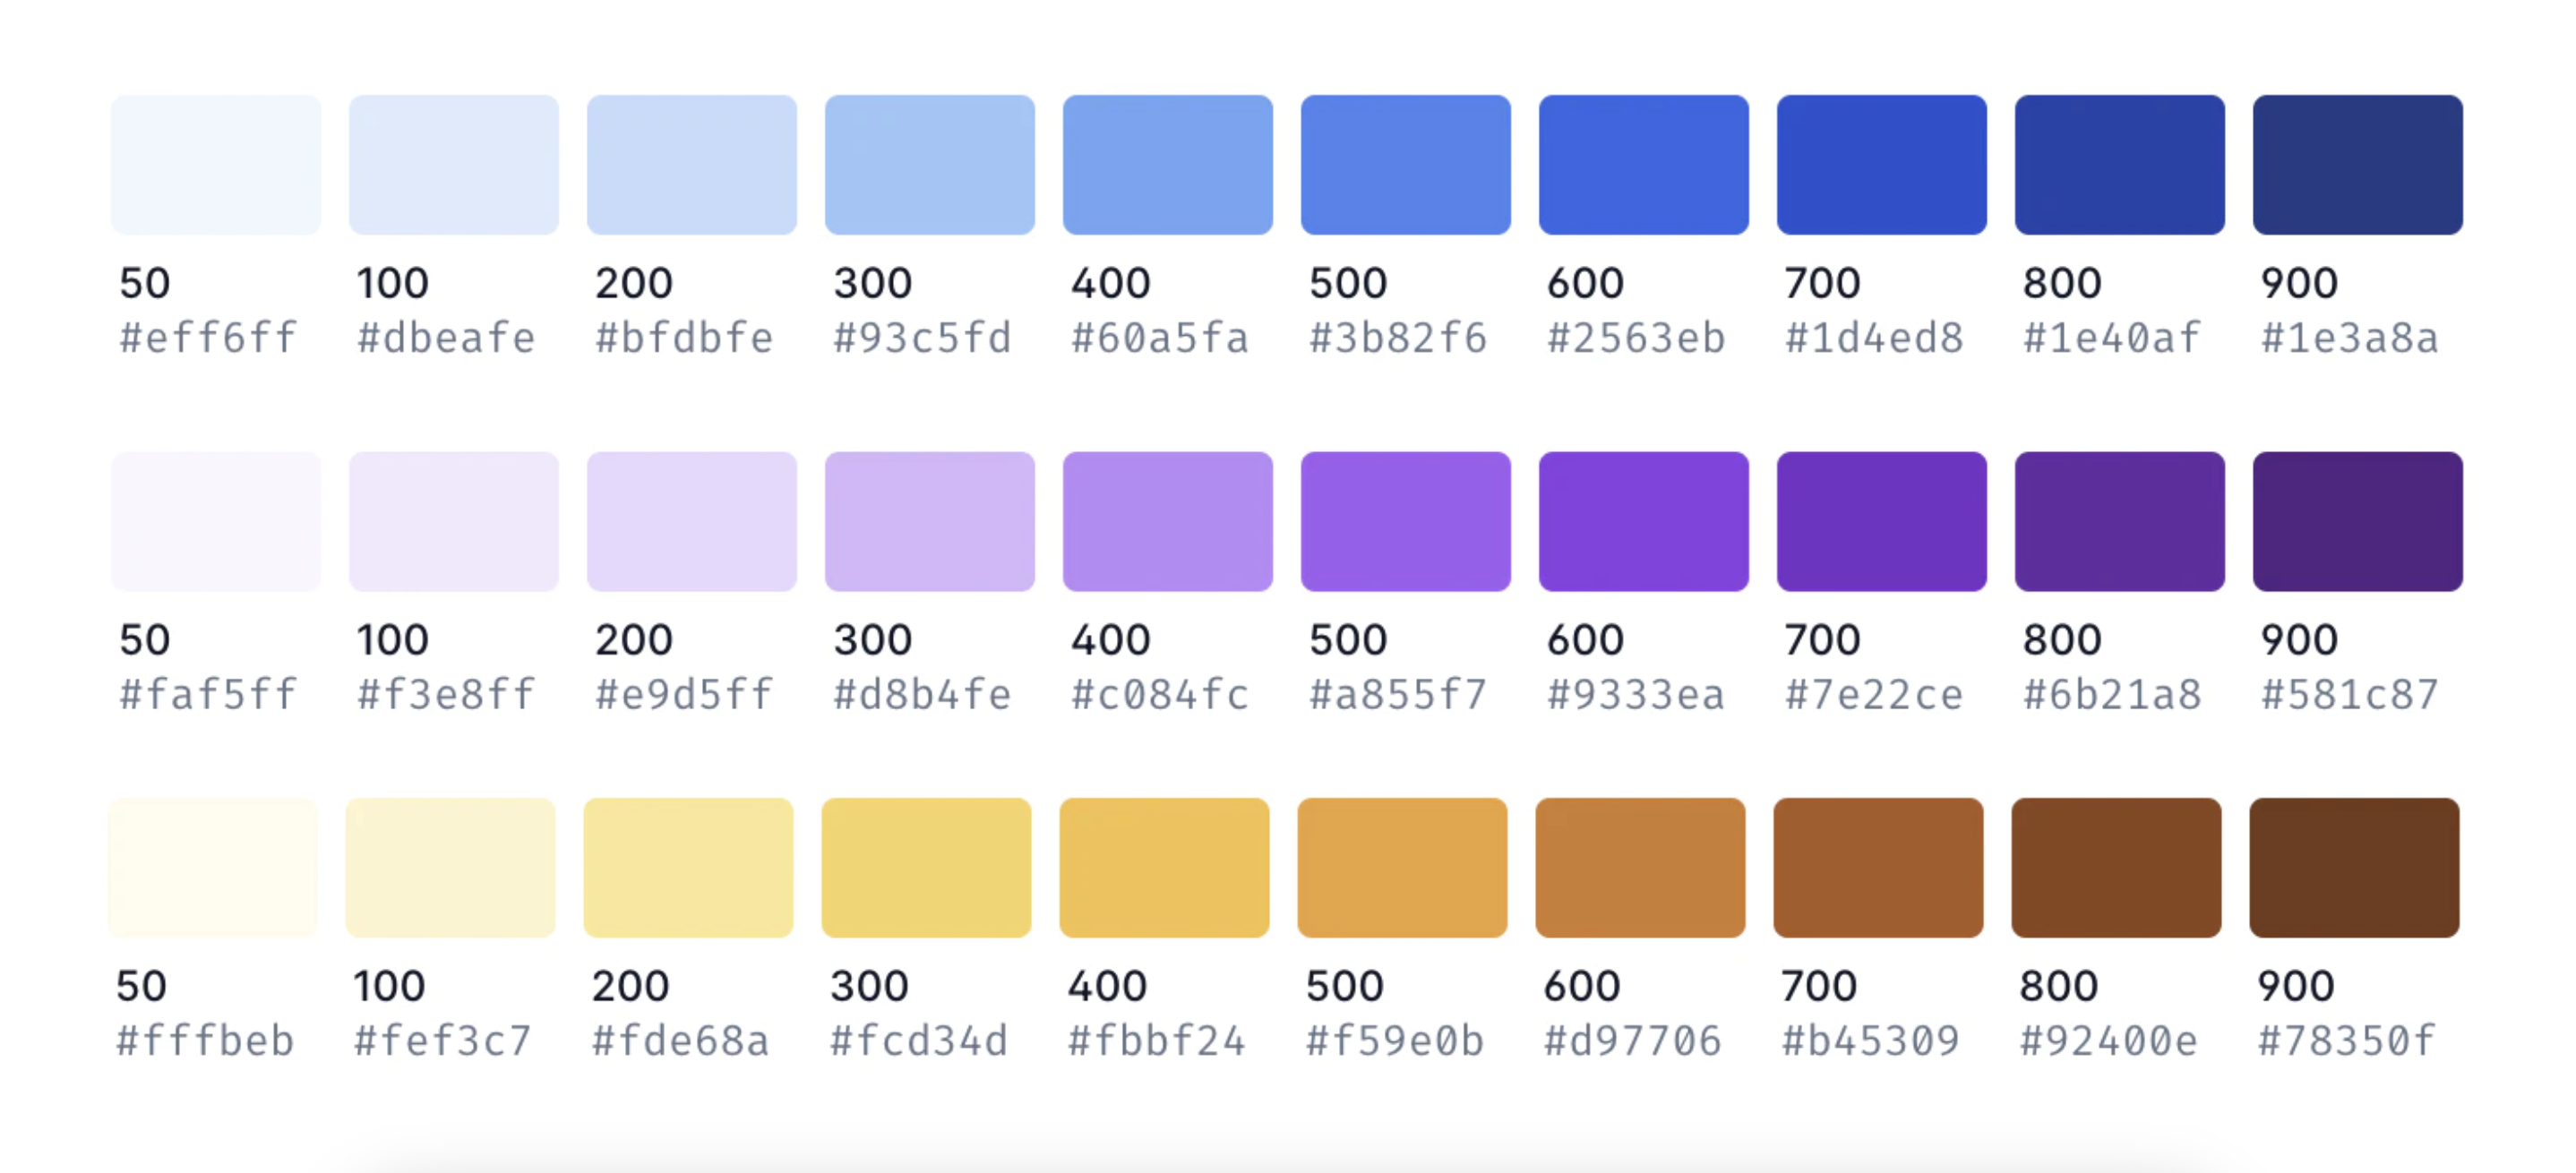 50 100 200 300 400 500 600 700 800 900
#eff6ff #dbeafe #bfdbfe #93c5fd #60a5fa #3b82f6 #2563eb #1d4ed8 #1e40af #1e3a8a
50 100 200 300 400 500 600 700 800 900
#faf5ff #f3e8ff #e9d5ff #d8b4fe #c084fc #a855f7 #9333ea #7e22ce #6b21a8 #581c87
50 100 200 300 400 500 600 700 800 900
#fffbeb #fef3c7 #fde68a #fcd34d #fbbf24 #f59e0b #d97706 #b45309 #92400e #78350f